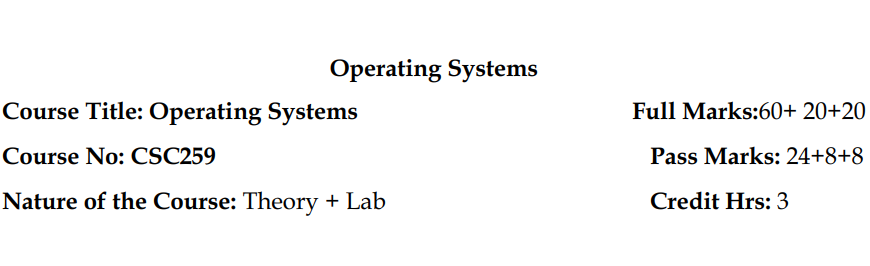 Operating Systems
Course Title: Operating Systems Full Marks:60+ 20+20
Course No: CSC259 Pass Marks: 24+8+8
Nature of the Course: Theory + Lab Credit Hrs: 3